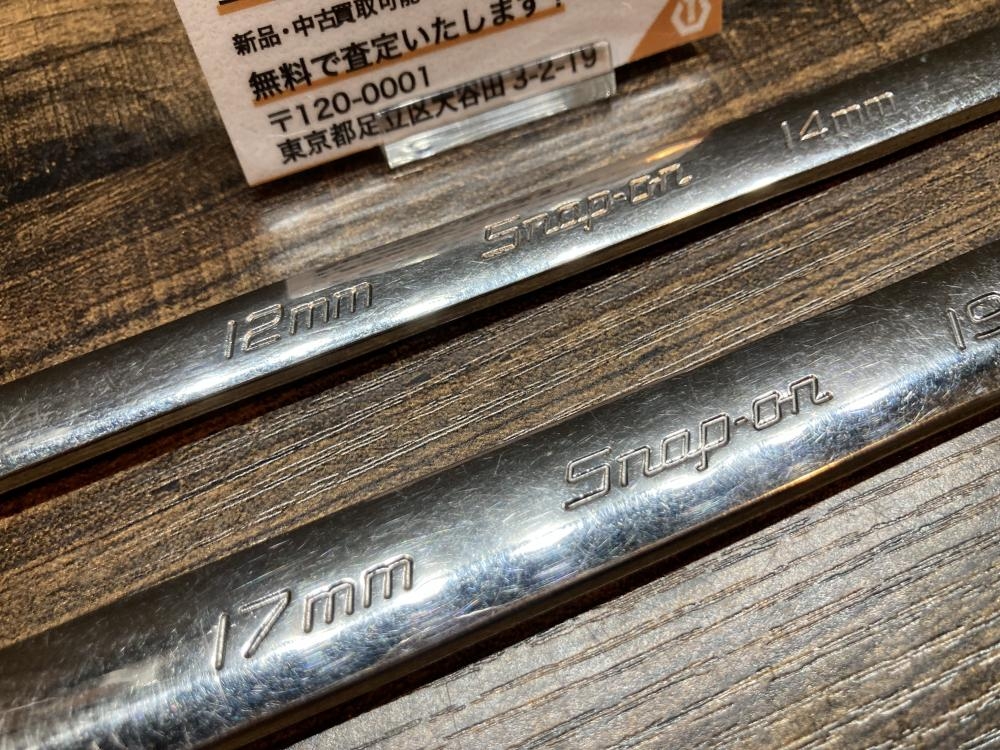 新品・中古買取可能
無料で査定いたします!
〒120-0001
東京都足立区大谷田 3-2-19
12mm Snap-on 14mm
17mm Snap-on 19